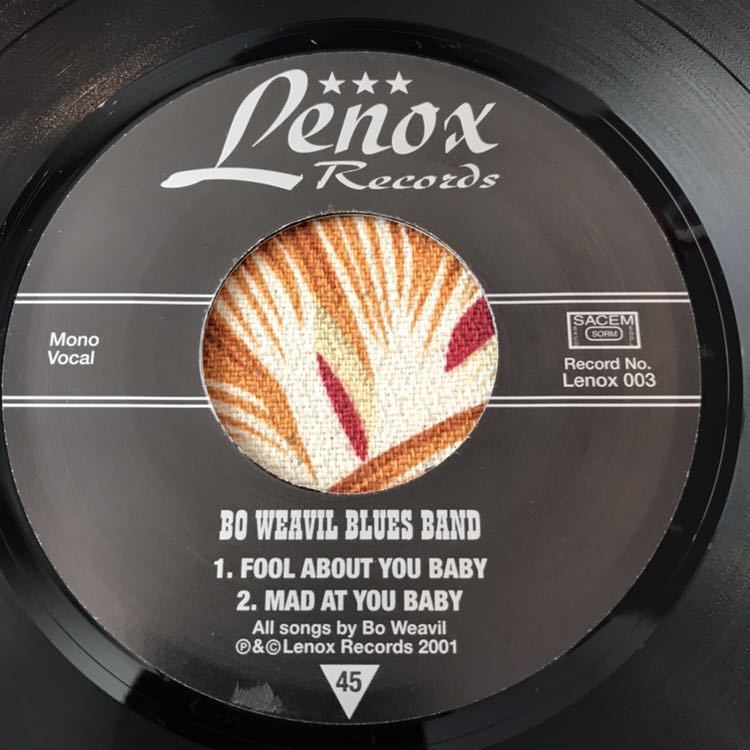 Lenox
Records
Mono
Vocal
SACEM
SORM
Record No.
Lenox 003
BO WEAVIL BLUES BAND
1. FOOL ABOUT YOU BABY
2. MAD AT YOU BABY
All songs by Bo Weavil
℗&©Lenox Records 2001
45